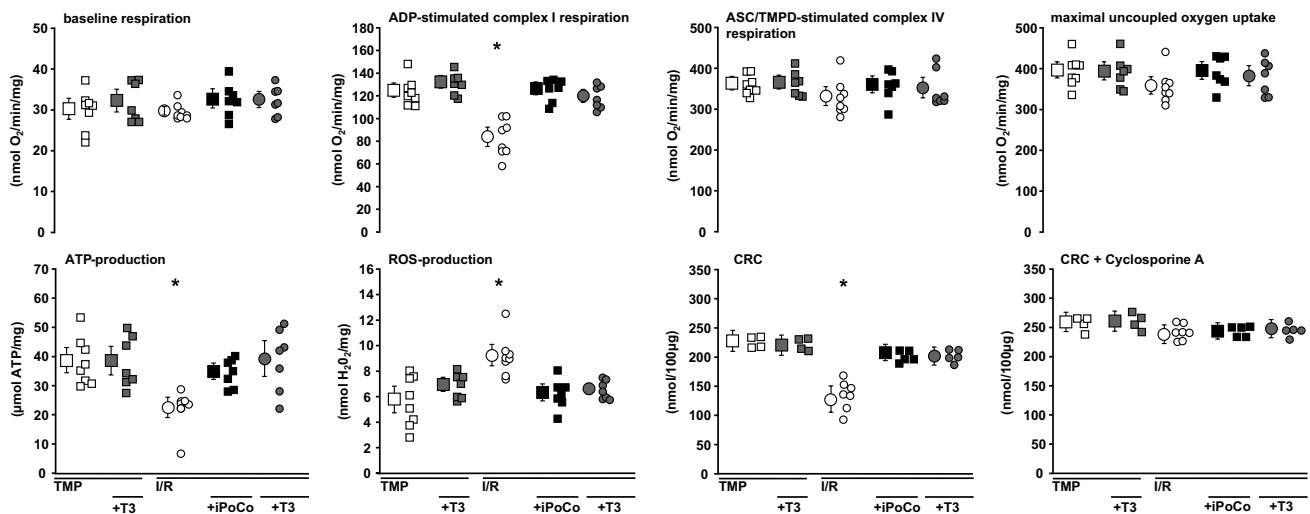 baseline respiration
(nmol O2/min/mg)
50
40
30
20
10
0
ADP-stimulated complex I respiration
(nmol O2/min/mg)
180
160
140
120
100
80
60
40
20
0
*
ASC/TMPD-stimulated complex IV
respiration
(nmol O2/min/mg)
500
400
300
200
100
0
maximal uncoupled oxygen uptake
(nmol O2/min/mg)
500
400
300
200
100
0
ATP-production
(µmol ATP/mg)
70
60
50
40
30
20
10
0
*
TMP
I/R
+T3
+iPoCo
+T3
ROS-production
(nmol H2O2/mg)
16
14
12
10
8
6
4
2
0
*
TMP
I/R
+T3
+iPoCo
+T3
CRC
(nmol/100µg)
350
300
250
200
150
100
50
0
*
TMP
I/R
+T3
+iPoCo
+T3
CRC + Cyclosporine A
(nmol/100µg)
350
300
250
200
150
100
50
0
TMP
I/R
+T3
+iPoCo
+T3